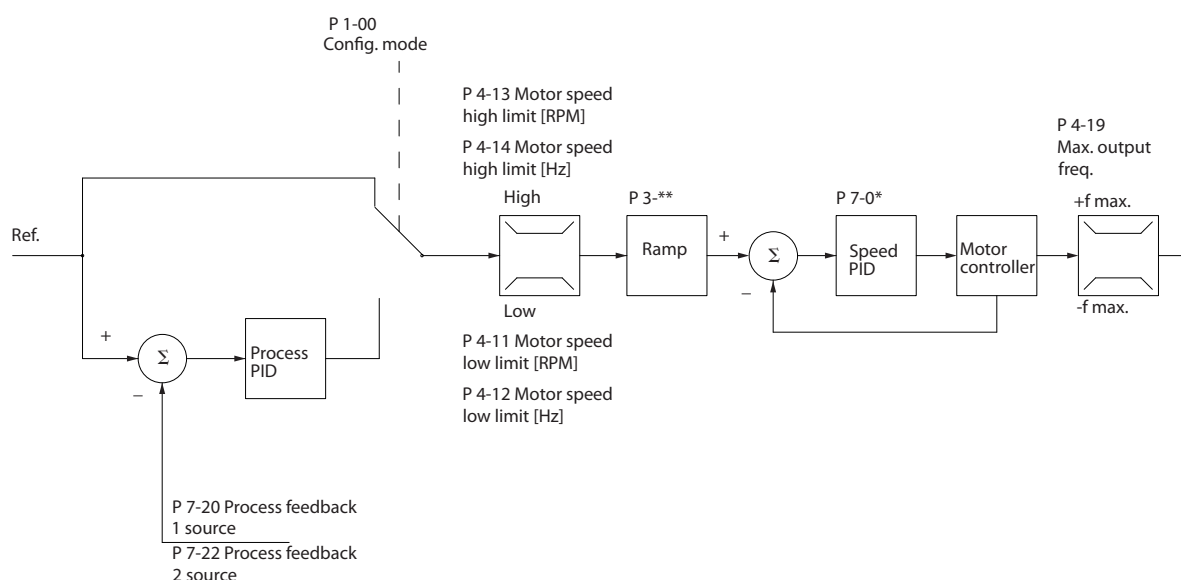 P 1-00
Config. mode
P 4-13 Motor speed
high limit [RPM]
P 4-14 Motor speed
high limit [Hz]
P 4-19
Max. output
freq.
High
P 3-**
P 7-0*
+f max.
Ref.
Ramp
+
Σ
−
Speed
PID
Motor
controller
Low
-f max.
+
Σ
−
Process
PID
P 4-11 Motor speed
low limit [RPM]
P 4-12 Motor speed
low limit [Hz]
P 7-20 Process feedback
1 source
P 7-22 Process feedback
2 source